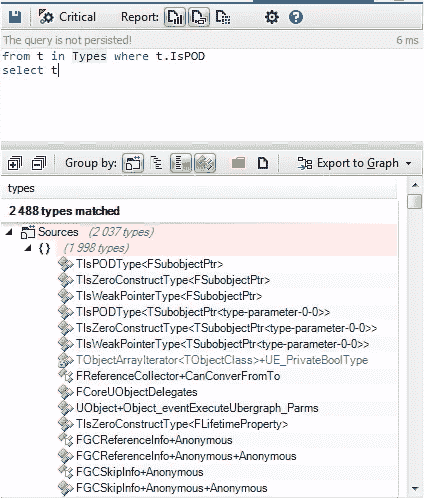 Critical Report:
The query is not persisted! 6 ms
from t in Types where t.IsPOD
select t
Group by: Export to Graph
types
2 488 types matched
Sources (2 037 types)
{} (1 998 types)
TIsPODType<FSubobjectPtr>
TIsZeroConstructType<FSubobjectPtr>
TIsWeakPointerType<FSubobjectPtr>
TIsPODType<TSubobjectPtr<type-parameter-0-0>>
TIsZeroConstructType<TSubobjectPtr<type-parameter-0-0>>
TIsWeakPointerType<TSubobjectPtr<type-parameter-0-0>>
TObjectArrayIterator<TObjectClass>+UE_PrivateBoolType
FReferenceCollector+CanConverFromTo
FCoreUObjectDelegates
UObject+Object_eventExecuteUbergraph_Parms
TIsZeroConstructType<FLifetimeProperty>
FGCReferenceInfo+Anonymous
FGCReferenceInfo+Anonymous+Anonymous
FGCSkipInfo+Anonymous
FGCSkipInfo+Anonymous+Anonymous